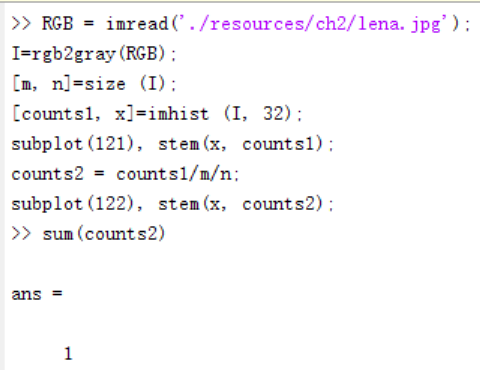 >> RGB = imread('./resources/ch2/lena.jpg');
I=rgb2gray(RGB);
[m, n]=size (I);
[counts1, x]=imhist (I, 32);
subplot(121), stem(x, counts1);
counts2 = counts1/m/n;
subplot(122), stem(x, counts2);
>> sum(counts2)
ans =
1